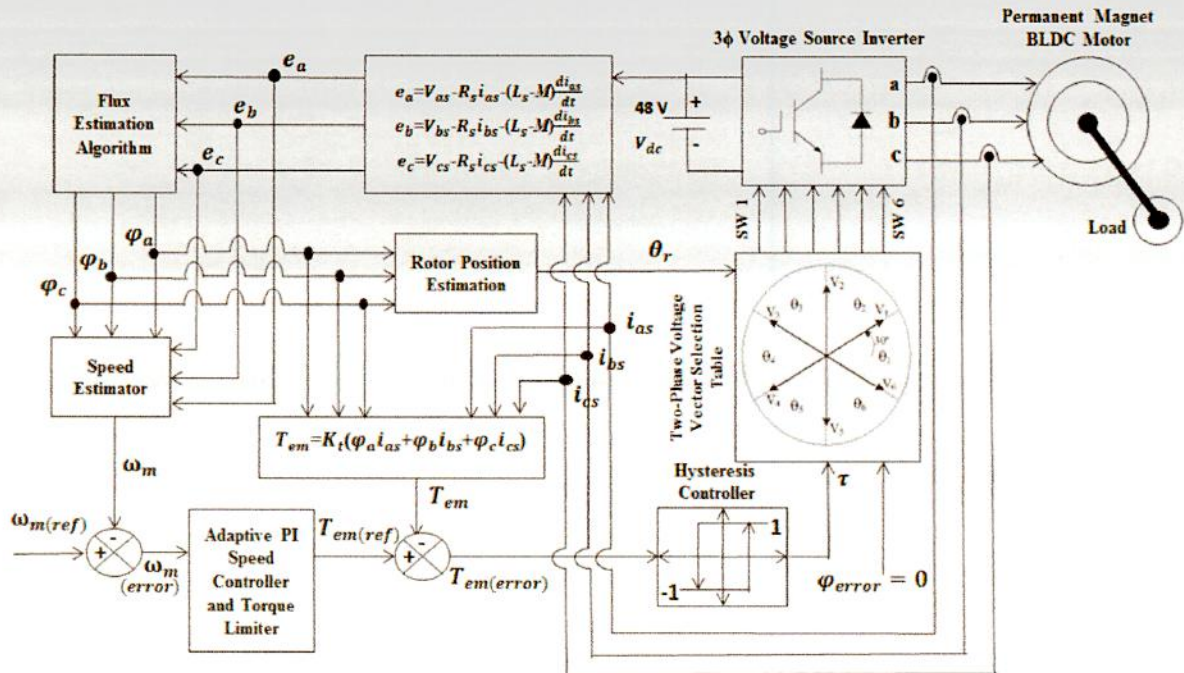 Permanent Magnet
BLDC Motor
3ϕ Voltage Source Inverter
Flux
Estimation
Algorithm
e_a
e_b
e_c
e_a=V_as-R_s i_as-(L_s-M) di_as/dt
e_b=V_bs-R_s i_bs-(L_s-M) di_bs/dt
e_c=V_cs-R_s i_cs-(L_s-M) di_cs/dt
48 V
V_dc
+
-
a
b
c
SW 1
SW 6
Load
φ_a
φ_b
φ_c
Rotor Position
Estimation
θ_r
Speed
Estimator
i_as
i_bs
i_cs
Two-Phase Voltage
Vector Selection
Table
V_2
θ_3
θ_2
V_3
V_1
30°
θ_4
θ_1
V_4
V_6
θ_5
θ_6
V_5
T_em=K_t(φ_a i_as+φ_b i_bs+φ_c i_cs)
ω_m
T_em
Hysteresis
Controller
1
-1
τ
φ_error = 0
ω_m(ref)
+
-
ω_m
(error)
Adaptive PI
Speed
Controller
and Torque
Limiter
T_em(ref)
+
-
T_em(error)